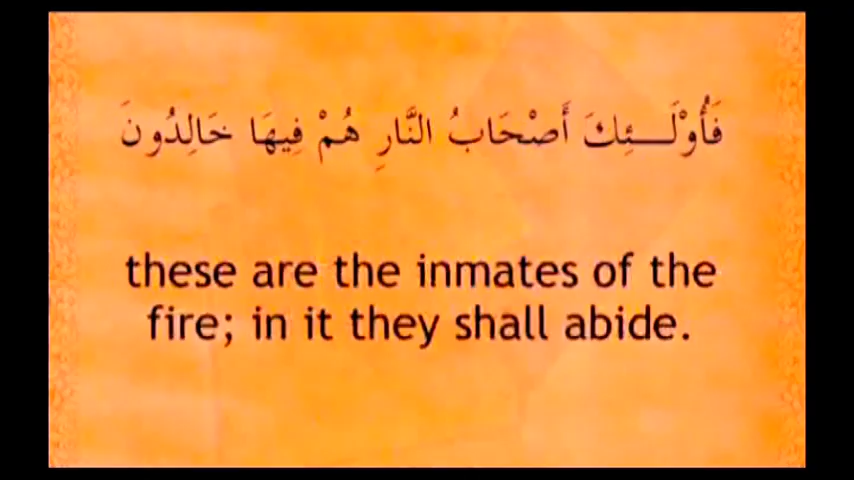 فَأُوْلَـئِكَ أَصْحَابُ النَّارِ هُمْ فِيهَا خَالِدُونَ
these are the inmates of the
fire; in it they shall abide.